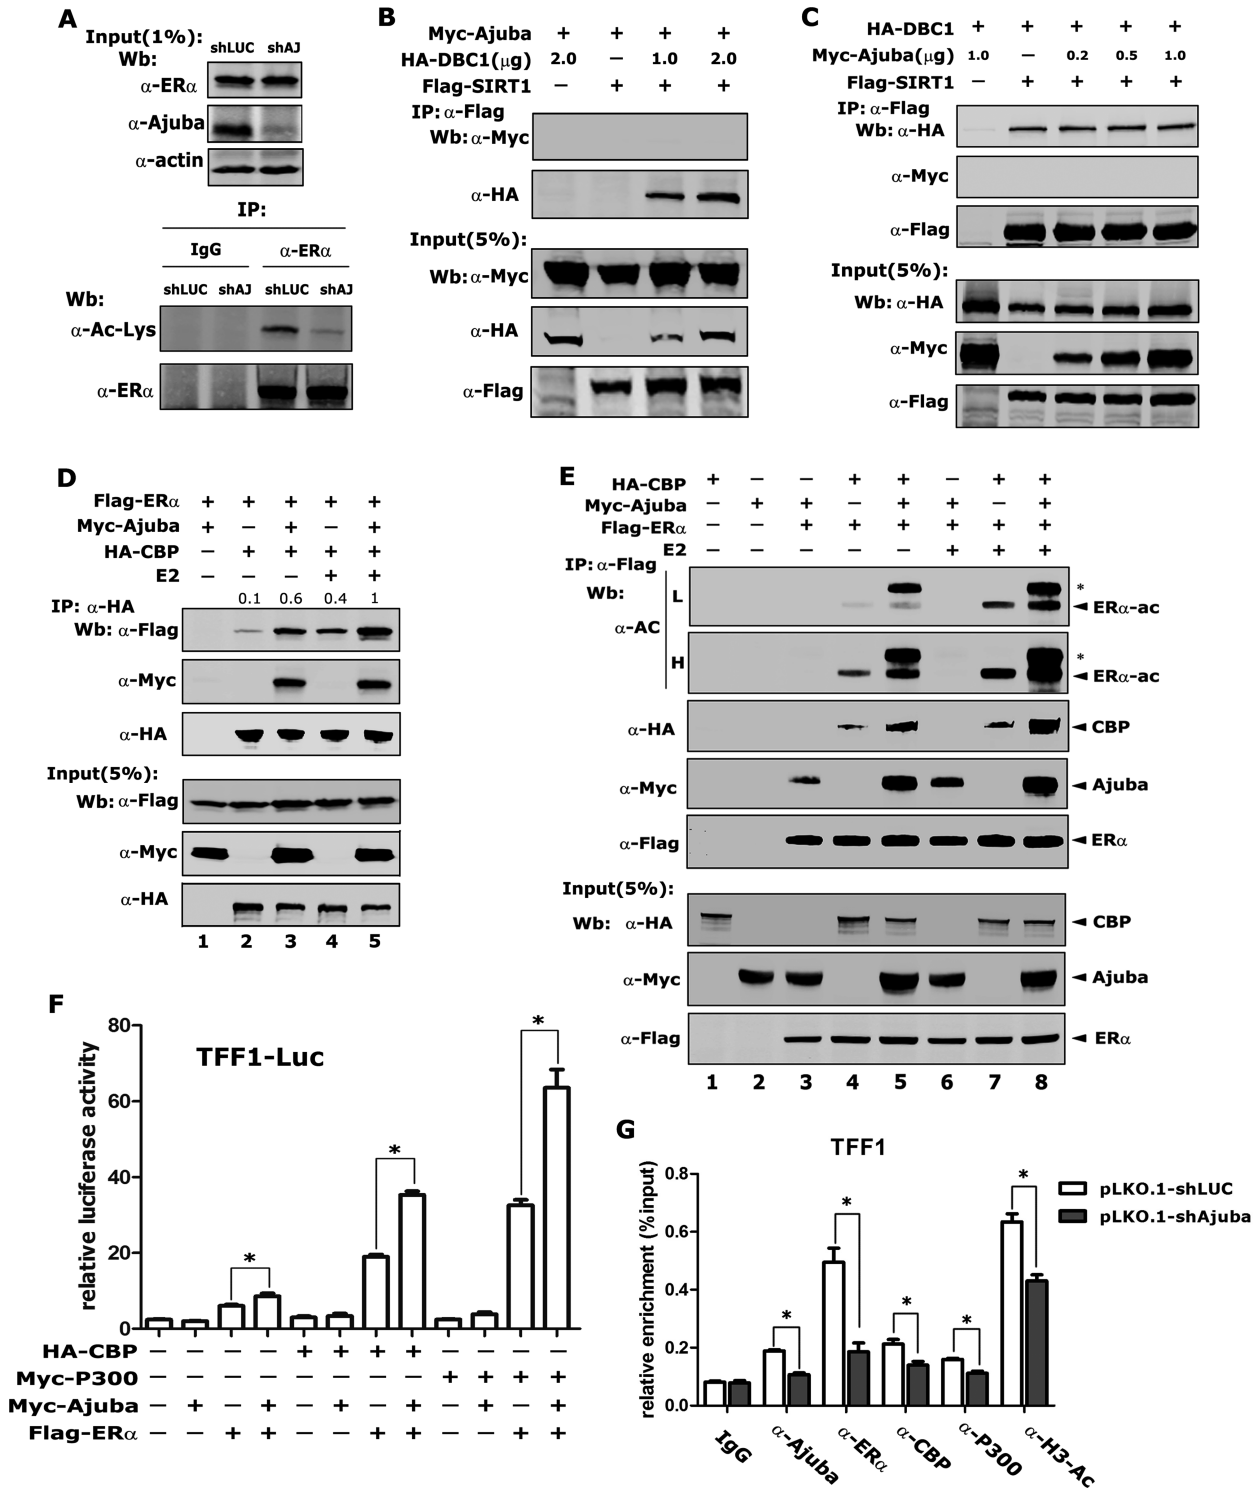 A
Input(1%): shLUC shAJ
Wb:
α-ERα
α-Ajuba
α-actin
IP:
IgG α-ERα
shLUC shAJ shLUC shAJ
Wb:
α-Ac-Lys
α-ERα
B
Myc-Ajuba + + + +
HA-DBC1(μg) 2.0 − 1.0 2.0
Flag-SIRT1 − + + +
IP: α-Flag
Wb: α-Myc
α-HA
Input(5%):
Wb: α-Myc
α-HA
α-Flag
C
HA-DBC1 + + + + +
Myc-Ajuba(μg) 1.0 − 0.2 0.5 1.0
Flag-SIRT1 − + + + +
IP: α-Flag
Wb: α-HA
α-Myc
α-Flag
Input(5%):
Wb: α-HA
α-Myc
α-Flag
D
Flag-ERα + + + + +
Myc-Ajuba + − + − +
HA-CBP − + + + +
E2 − − − + +
0.1 0.6 0.4 1
IP: α-HA
Wb: α-Flag
α-Myc
α-HA
Input(5%):
Wb: α-Flag
α-Myc
α-HA
1 2 3 4 5
E
HA-CBP + − − + + − + +
Myc-Ajuba − + + − + + − +
Flag-ERα − − + + + + + +
E2 − − − − − + + +
IP: α-Flag
Wb: L *
α-AC ERα-ac
H *
ERα-ac
α-HA CBP
α-Myc Ajuba
α-Flag ERα
Input(5%):
Wb: α-HA CBP
α-Myc Ajuba
α-Flag ERα
1 2 3 4 5 6 7 8
F
TFF1-Luc
relative luciferase activity
80
60
40
20
0
* * *
HA-CBP − − − − + + + + − − − −
Myc-P300 − − − − − − − − + + + +
Myc-Ajuba − + − + − + − + − + − +
Flag-ERα − − + + − − + + − − + +
G
TFF1
relative enrichment (%input)
0.8
0.6
0.4
0.2
0.0
* * * * *
pLKO.1-shLUC
pLKO.1-shAjuba
IgG α-Ajuba α-ERα α-CBP α-P300 α-H3-Ac